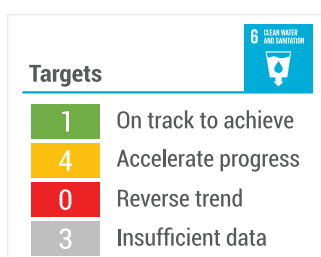 6 CLEAN WATER
AND SANITATION
Targets
1 On track to achieve
4 Accelerate progress
0 Reverse trend
3 Insufficient data